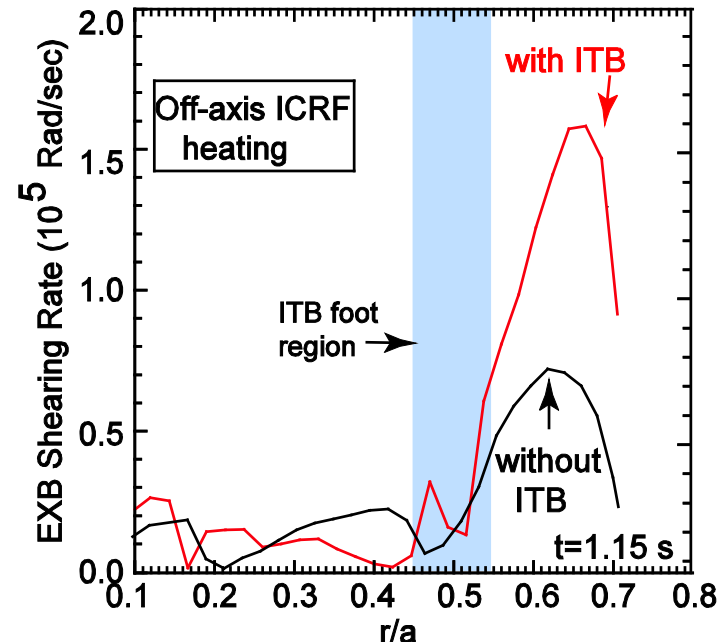 2.0
with ITB
Off-axis ICRF
heating
1.5
EXB Shearing Rate (10^5 Rad/sec)
1.0
ITB foot
region
0.5
without
ITB
t=1.15 s
0.0
0.1 0.2 0.3 0.4 0.5 0.6 0.7 0.8
r/a